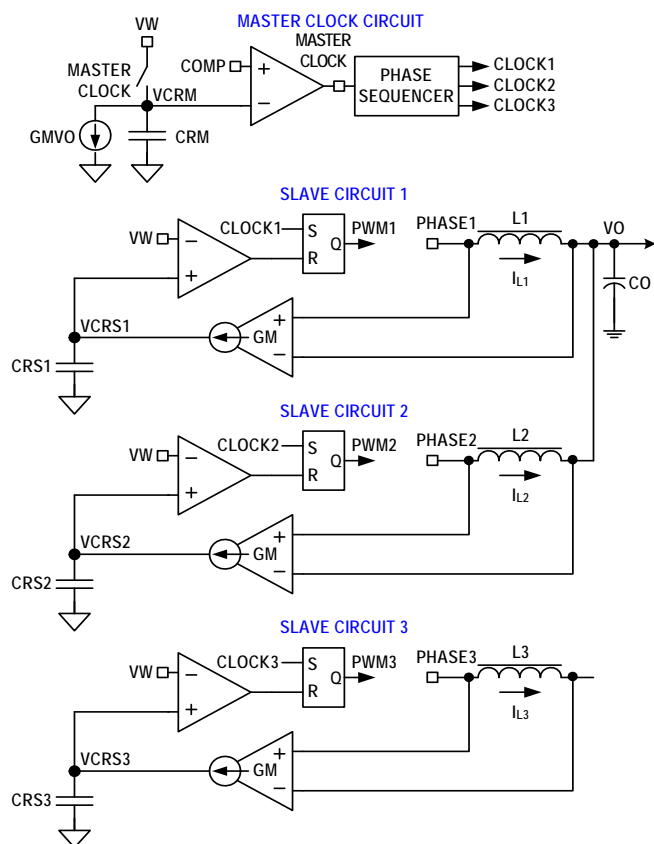 MASTER CLOCK CIRCUIT
VW
MASTER
CLOCK
COMP
+
−
MASTER
CLOCK
PHASE
SEQUENCER
CLOCK1
CLOCK2
CLOCK3
VCRM
GMVO
CRM
SLAVE CIRCUIT 1
VW
−
+
CLOCK1
S
R
Q
PWM1
PHASE1
L1
IL1
VO
CO
VCRS1
GM
+
−
CRS1
SLAVE CIRCUIT 2
VW
−
+
CLOCK2
S
R
Q
PWM2
PHASE2
L2
IL2
VCRS2
GM
+
−
CRS2
SLAVE CIRCUIT 3
VW
−
+
CLOCK3
S
R
Q
PWM3
PHASE3
L3
IL3
VCRS3
GM
+
−
CRS3